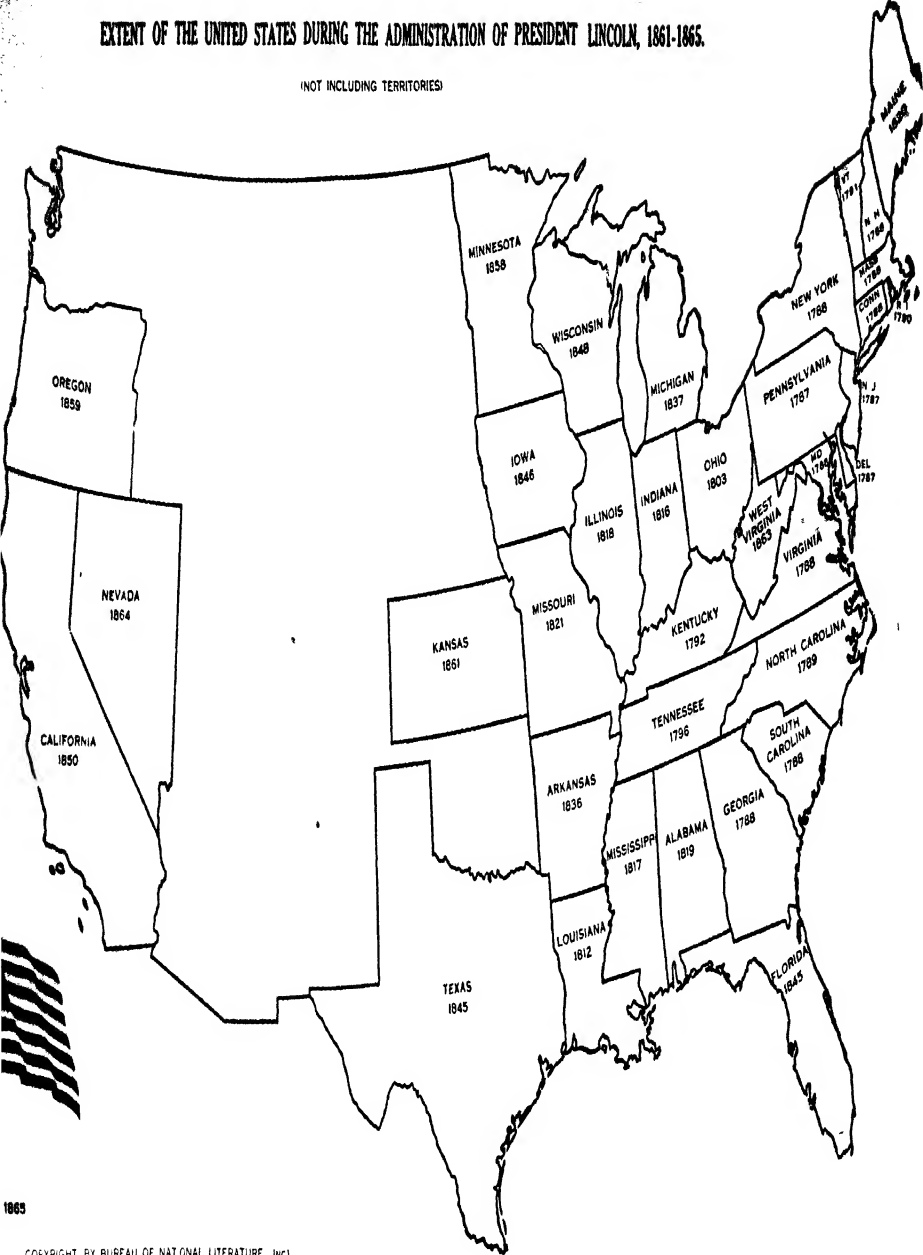 EXTENT OF THE UNITED STATES DURING THE ADMINISTRATION OF PRESIDENT LINCOLN, 1861-1865.
(NOT INCLUDING TERRITORIES)
MAINE
VT
1791
N H
1788
MASS
1788
CONN
1788
R I
1790
NEW YORK
1788
MINNESOTA
1858
WISCONSIN
1848
MICHIGAN
1837
PENNSYLVANIA
1787
N J
1787
OREGON
1859
IOWA
1846
ILLINOIS
1818
INDIANA
1816
OHIO
1803
MD
1788
DEL
1787
WEST
VIRGINIA
1863
VIRGINIA
1788
NEVADA
1864
KANSAS
1861
MISSOURI
1821
KENTUCKY
1792
NORTH CAROLINA
1789
TENNESSEE
1796
SOUTH
CAROLINA
1788
CALIFORNIA
1850
ARKANSAS
1836
MISSISSIPPI
1817
ALABAMA
1819
GEORGIA
1788
LOUISIANA
1812
TEXAS
1845
FLORIDA
1845
1865
COPYRIGHT BY BUREAU OF NATIONAL LITERATURE, INC)